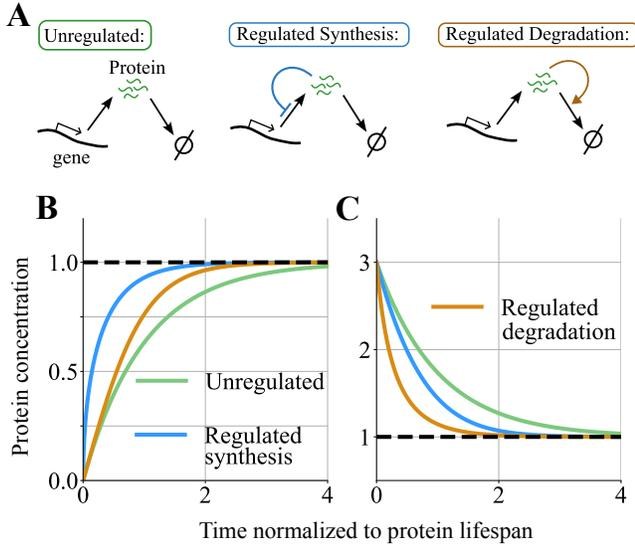 A
Unregulated:
Regulated Synthesis:
Regulated Degradation:
Protein
gene
B
C
Protein concentration
1.0
0.5
0.0
0
2
4
Unregulated
Regulated
synthesis
3
2
1
0
2
4
Regulated
degradation
Time normalized to protein lifespan